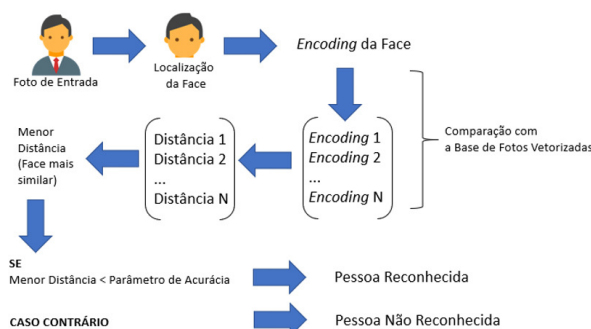 Foto de Entrada
Localização
da Face
Encoding da Face
Comparação com
a Base de Fotos Vetorizadas
Encoding 1
Encoding 2
...
Encoding N
Distância 1
Distância 2
...
Distância N
Menor
Distância
(Face mais
similar)
SE
Menor Distância < Parâmetro de Acurácia
Pessoa Reconhecida
CASO CONTRÁRIO
Pessoa Não Reconhecida